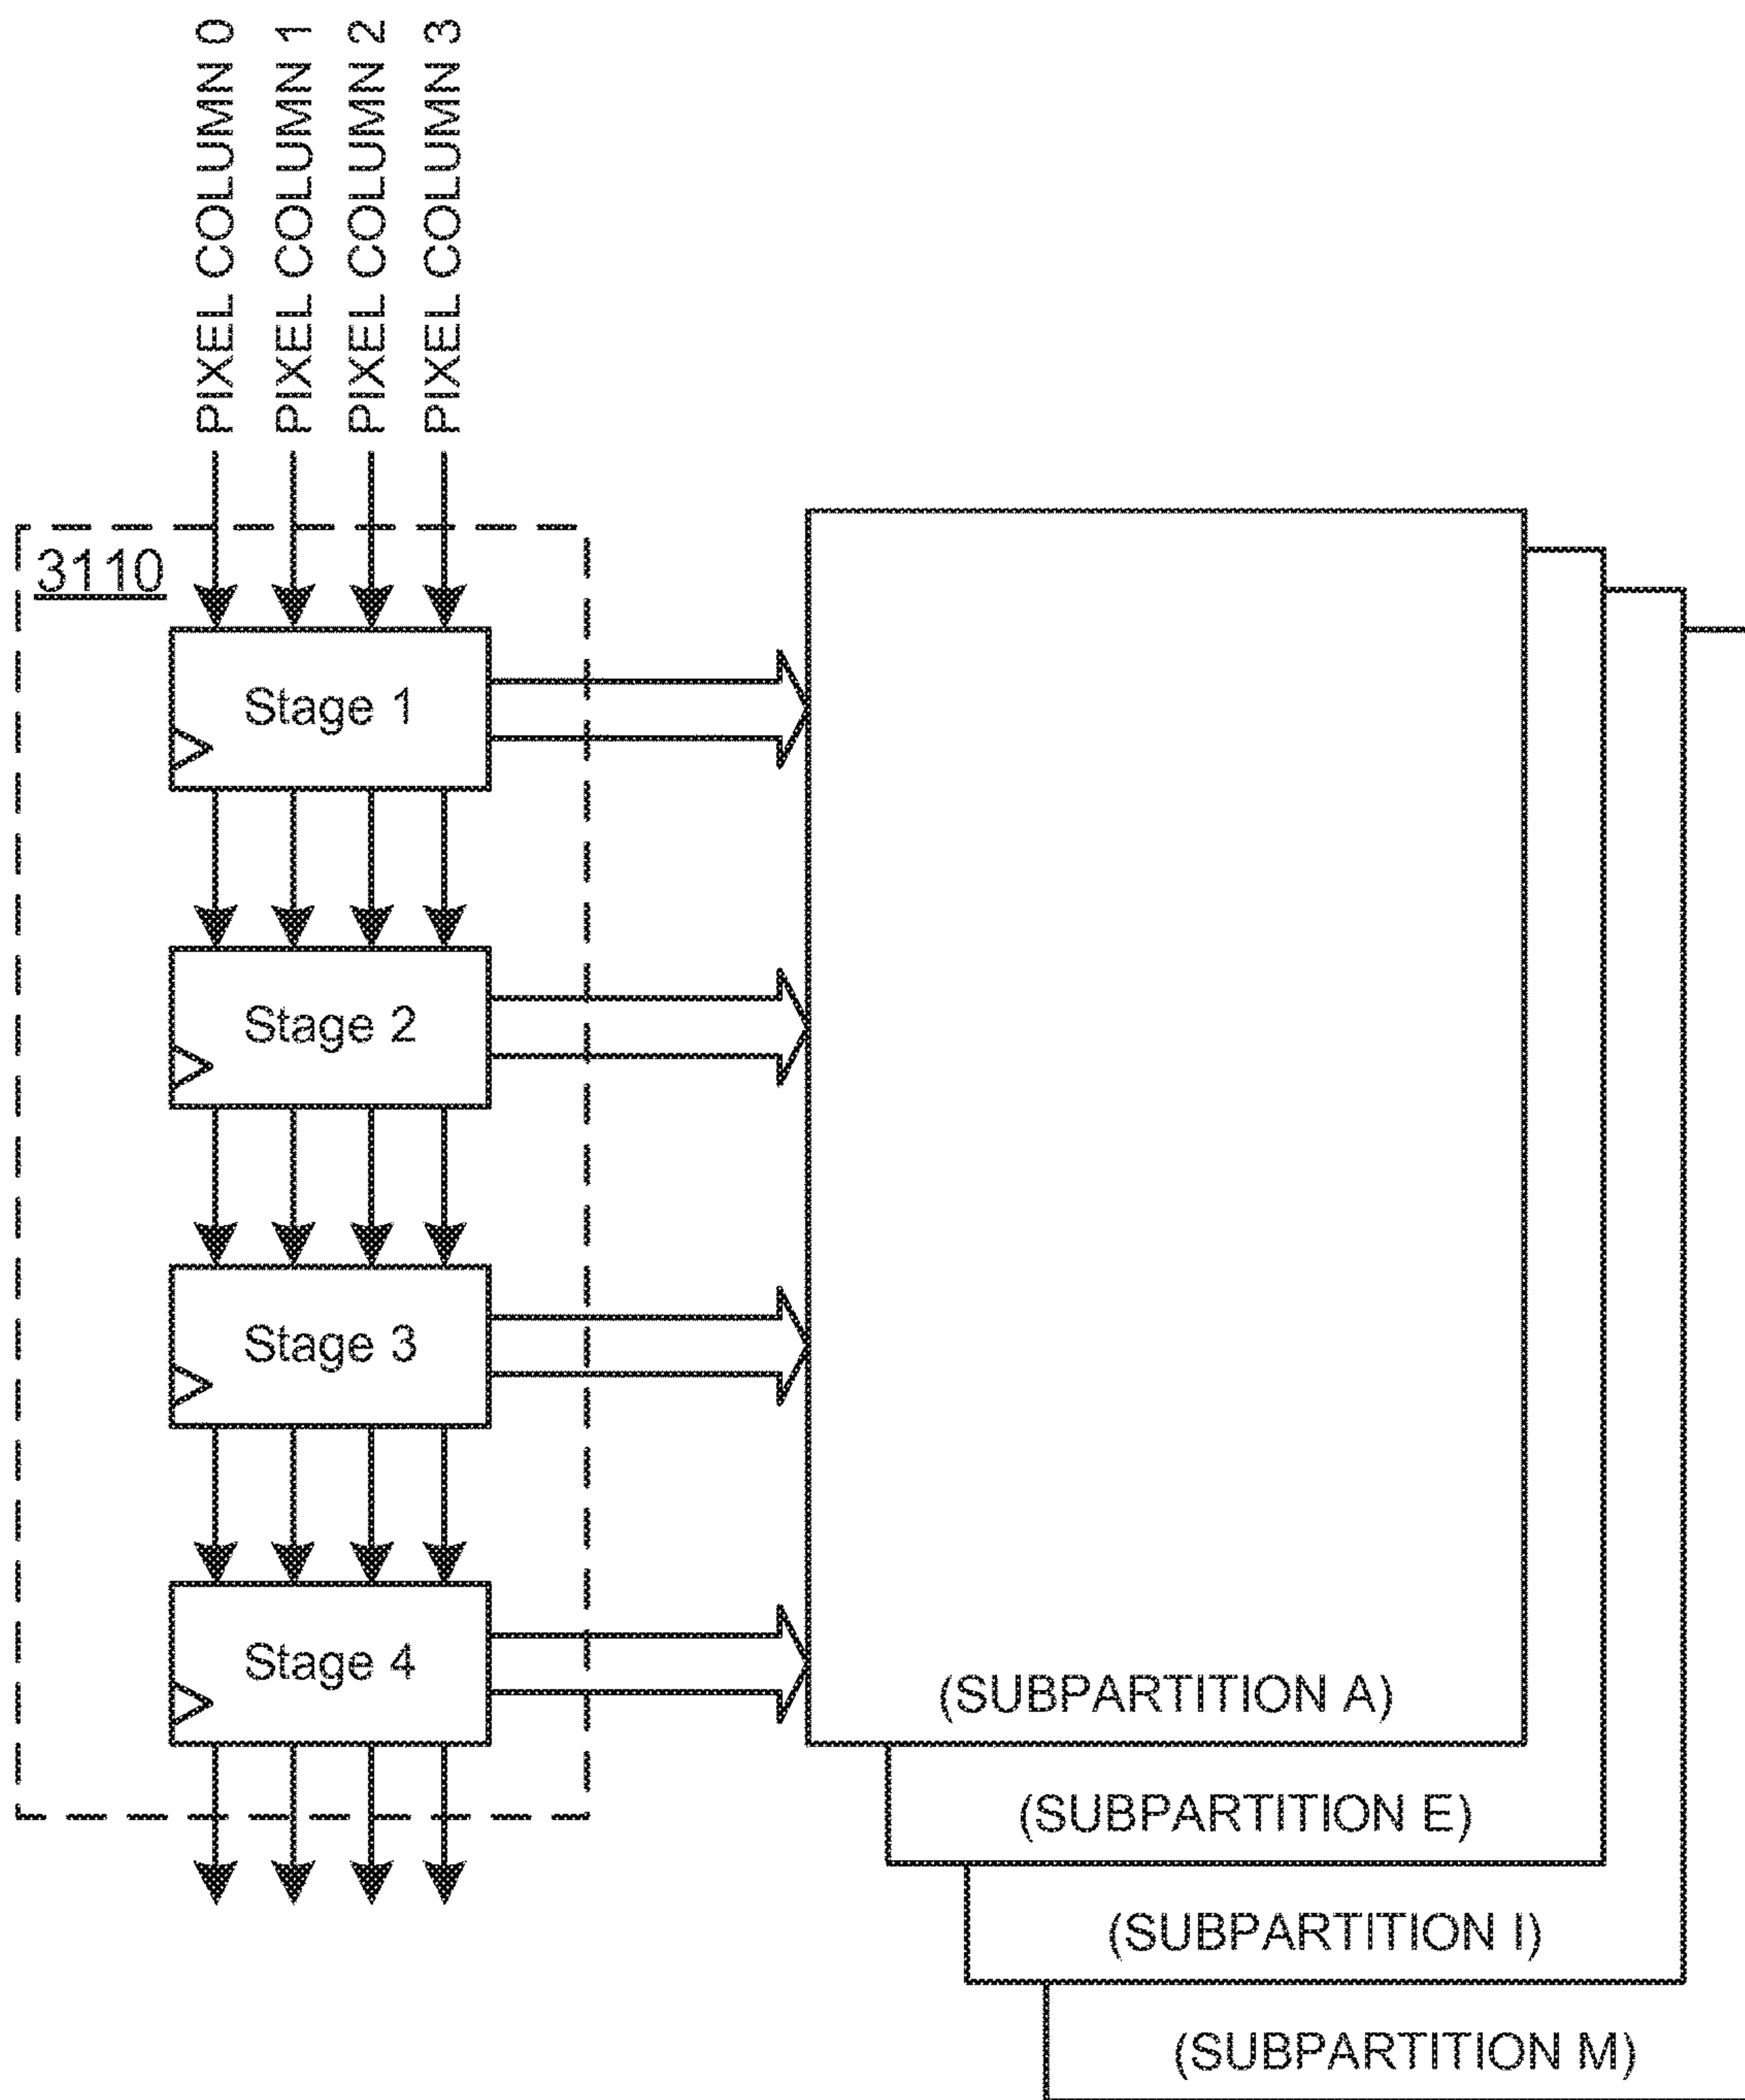 PIXEL COLUMN 0
PIXEL COLUMN 1
PIXEL COLUMN 2
PIXEL COLUMN 3
3110
Stage 1
Stage 2
Stage 3
Stage 4
(SUBPARTITION A)
(SUBPARTITION E)
(SUBPARTITION I)
(SUBPARTITION M)